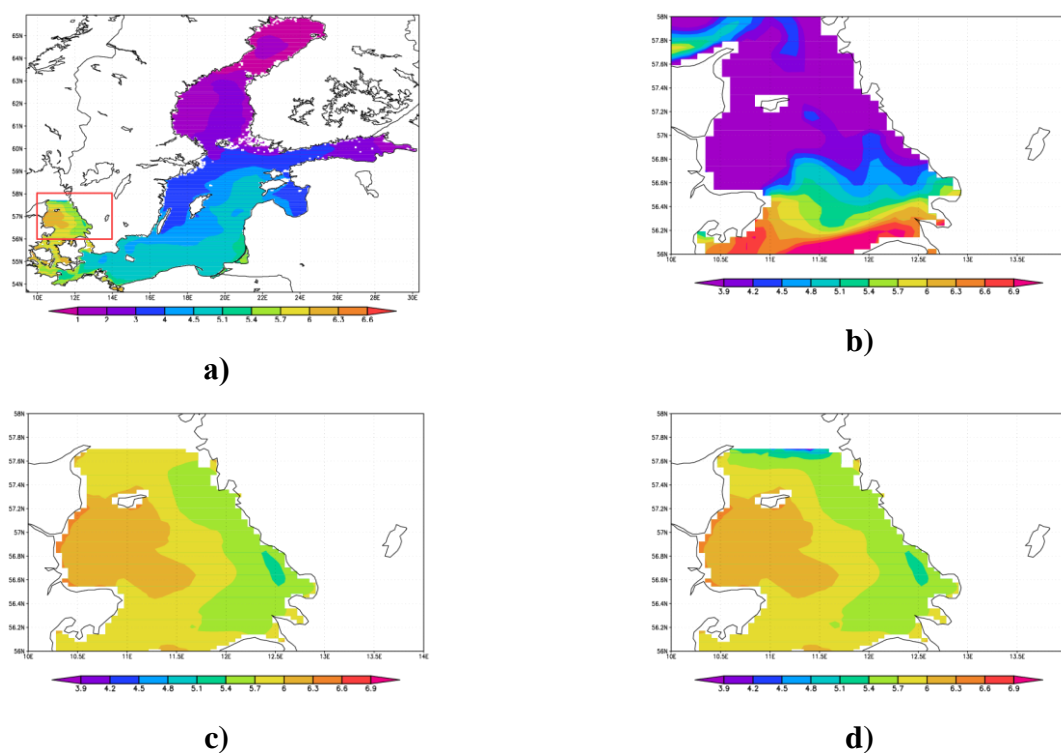 65N
64N
63N
62N
61N
60N
59N
58N
57N
56N
55N
54N
10E 12E 14E 16E 18E 20E 22E 24E 26E 28E 30E
1 2 3 4 4.5 5.1 5.4 5.7 6 6.3 6.6
a)
58N
57.8N
57.6N
57.4N
57.2N
57N
56.8N
56.6N
56.4N
56.2N
56N
10E 10.5E 11E 11.5E 12E 12.5E 13E 13.5E
3.9 4.2 4.5 4.8 5.1 5.4 5.7 6 6.3 6.6 6.9
b)
58N
57.8N
57.6N
57.4N
57.2N
57N
56.8N
56.6N
56.4N
56.2N
56N
10E 10.5E 11E 11.5E 12E 12.5E 13E 13.5E 14E
3.9 4.2 4.5 4.8 5.1 5.4 5.7 6 6.3 6.6 6.9
c)
58N
57.8N
57.6N
57.4N
57.2N
57N
56.8N
56.6N
56.4N
56.2N
56N
10E 10.5E 11E 11.5E 12E 12.5E 13E 13.5E
3.9 4.2 4.5 4.8 5.1 5.4 5.7 6 6.3 6.6 6.9
d)